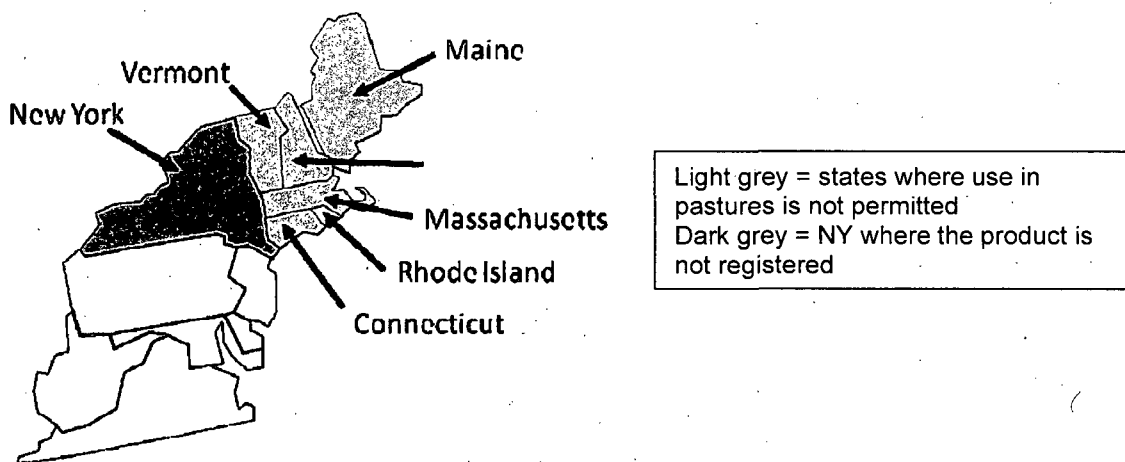 Maine
Vermont
New York
Massachusetts
Rhode Island
Connecticut
Light grey = states where use in
pastures is not permitted
Dark grey = NY where the product is
not registered